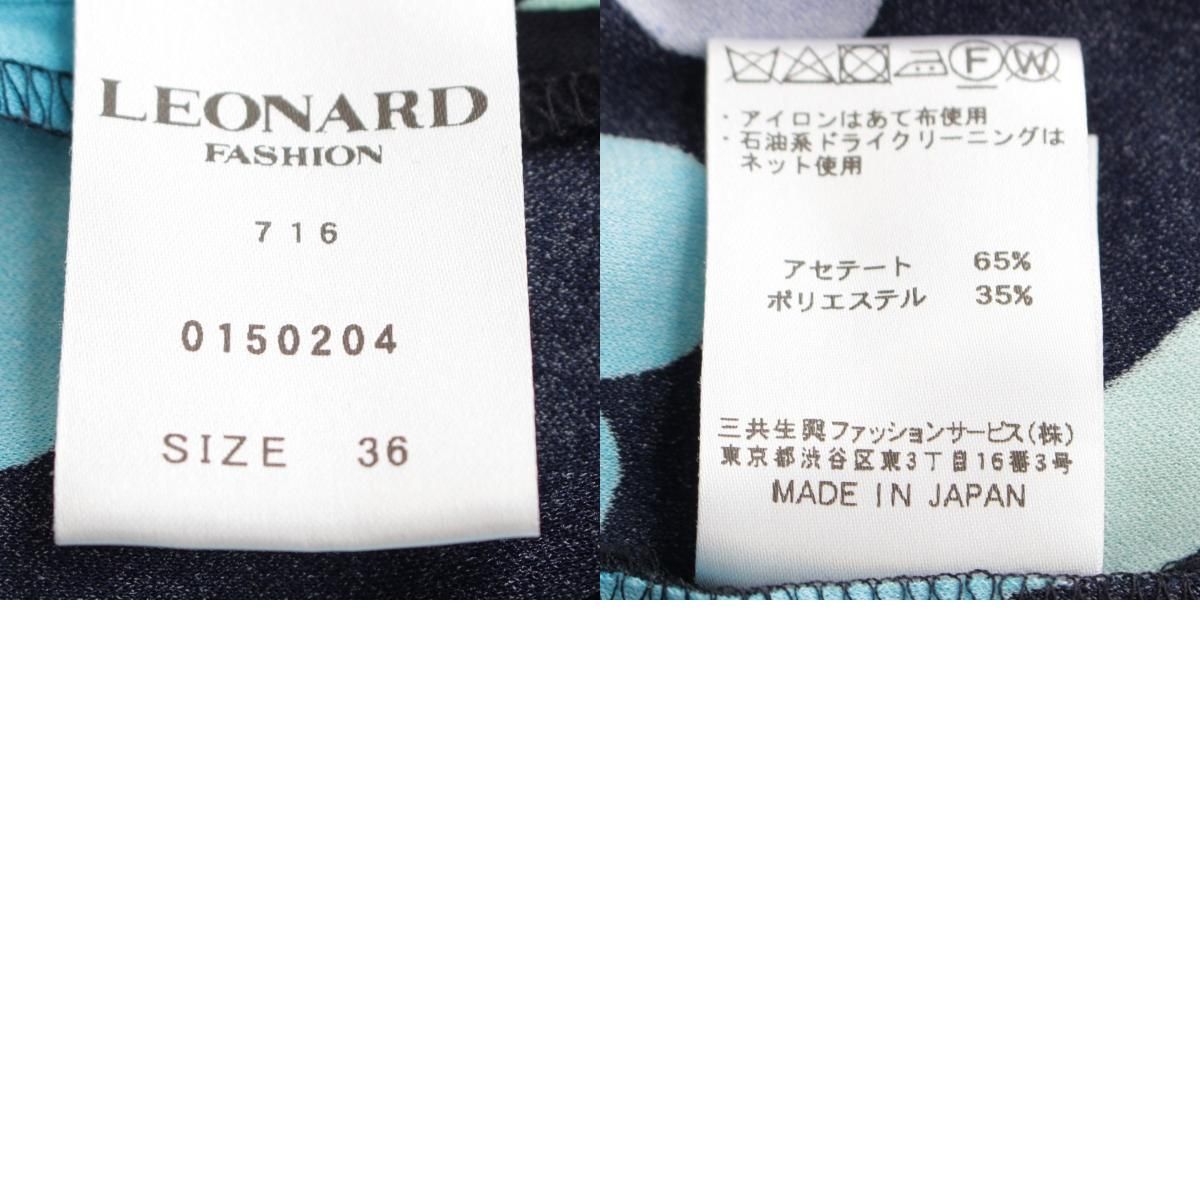 LEONARD
FASHION
716
0150204
SIZE 36
F W
・アイロンはあて布使用
・石油系ドライクリーニングは
ネット使用
アセテート 65%
ポリエステル 35%
三共生興ファッションサービス(株)
東京都渋谷区東3丁目16番3号
MADE IN JAPAN